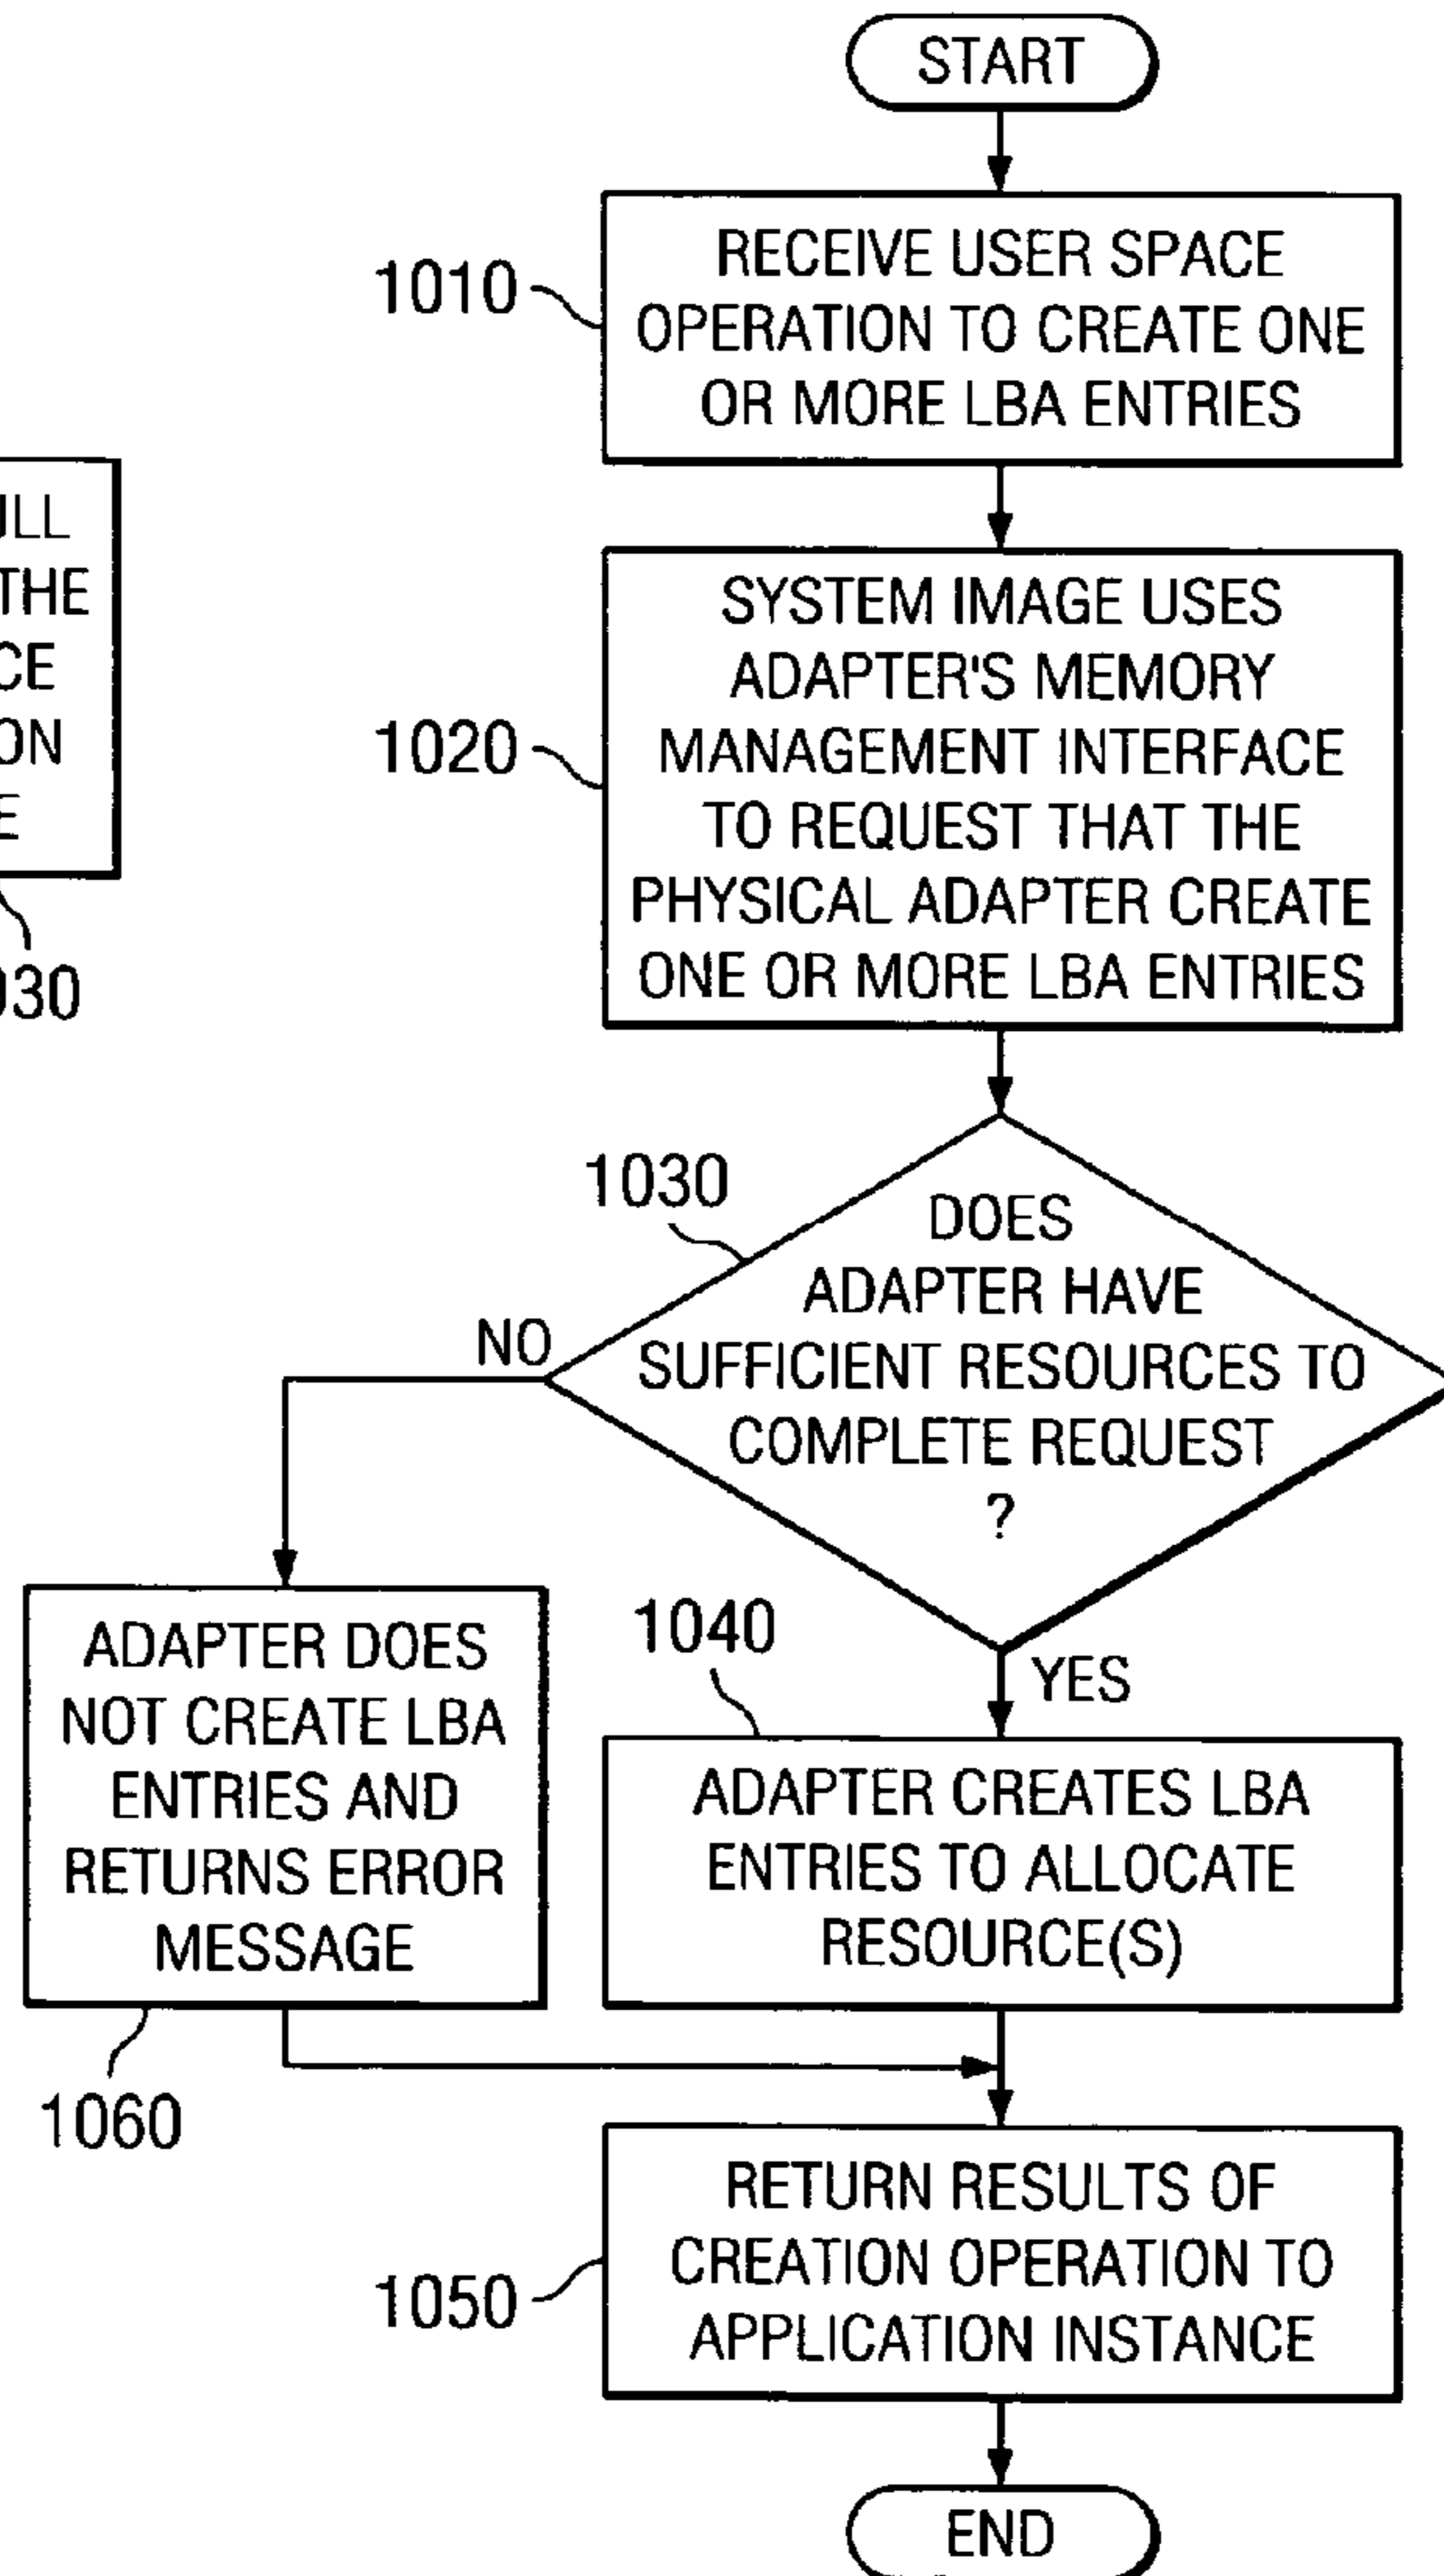 START
1010
RECEIVE USER SPACE
OPERATION TO CREATE ONE
OR MORE LBA ENTRIES
THE
1020
SYSTEM IMAGE USES
ADAPTER'S MEMORY
MANAGEMENT INTERFACE
TO REQUEST THAT THE
PHYSICAL ADAPTER CREATE
ONE OR MORE LBA ENTRIES
1030
DOES
ADAPTER HAVE
SUFFICIENT RESOURCES TO
COMPLETE REQUEST
?
NO
YES
ADAPTER DOES
NOT CREATE LBA
ENTRIES AND
RETURNS ERROR
MESSAGE
1060
1040
ADAPTER CREATES LBA
ENTRIES TO ALLOCATE
RESOURCE(S)
1050
RETURN RESULTS OF
CREATION OPERATION TO
APPLICATION INSTANCE
END